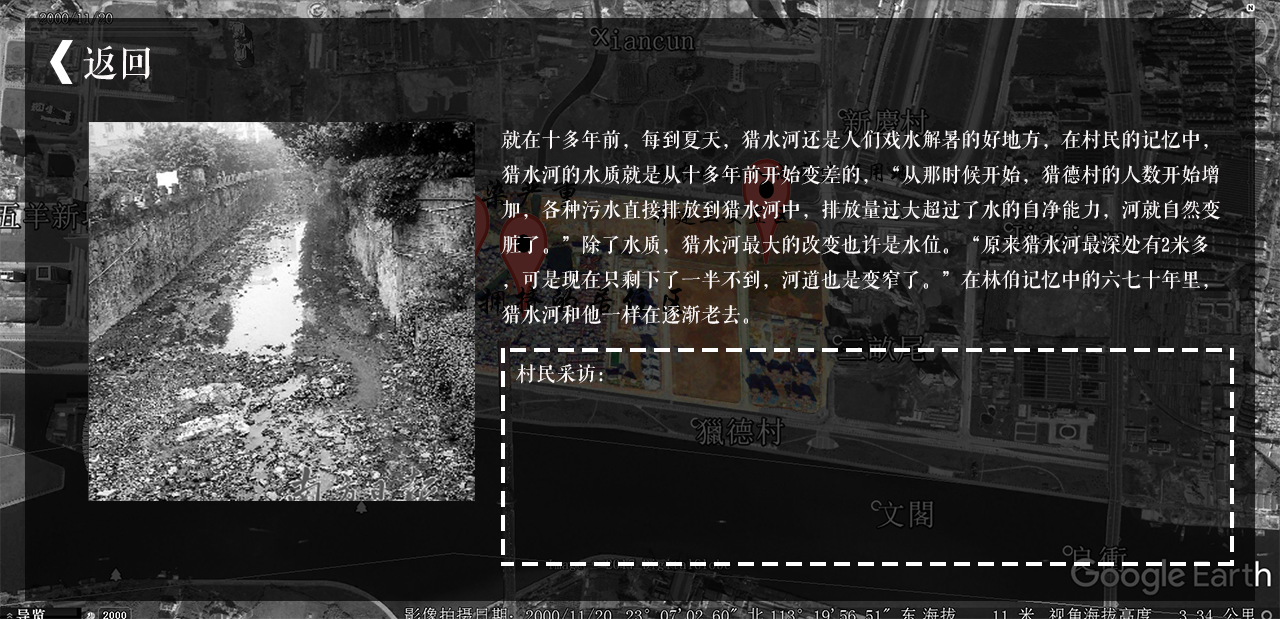 2000/11/20
Xiancun
返回
新慶村
就在十多年前，每到夏天，猎水河还是人们戏水解暑的好地方，在村民的记忆中，
猎水河的水质就是从十多年前开始变差的，“从那时候开始，猎德村的人数开始增
加，各种污水直接排放到猎水河中，排放量过大超过了水的自净能力，河就自然变
脏了。”除了水质，猎水河最大的改变也许是水位。“原来猎水河最深处有2米多
，可是现在只剩下了一半不到，河道也是变窄了。”在林伯记忆中的六七十年里，
猎水河和他一样在逐渐老去。
五羊新
三畝尾
村民采访：
獵德村
文閣
Google Earth
导览
2000
影像拍摄日期：2000/11/20 23°07'02.60" 北 113°19'56.51" 东 海拔 11 米 视角海拔高度 3.34 公里